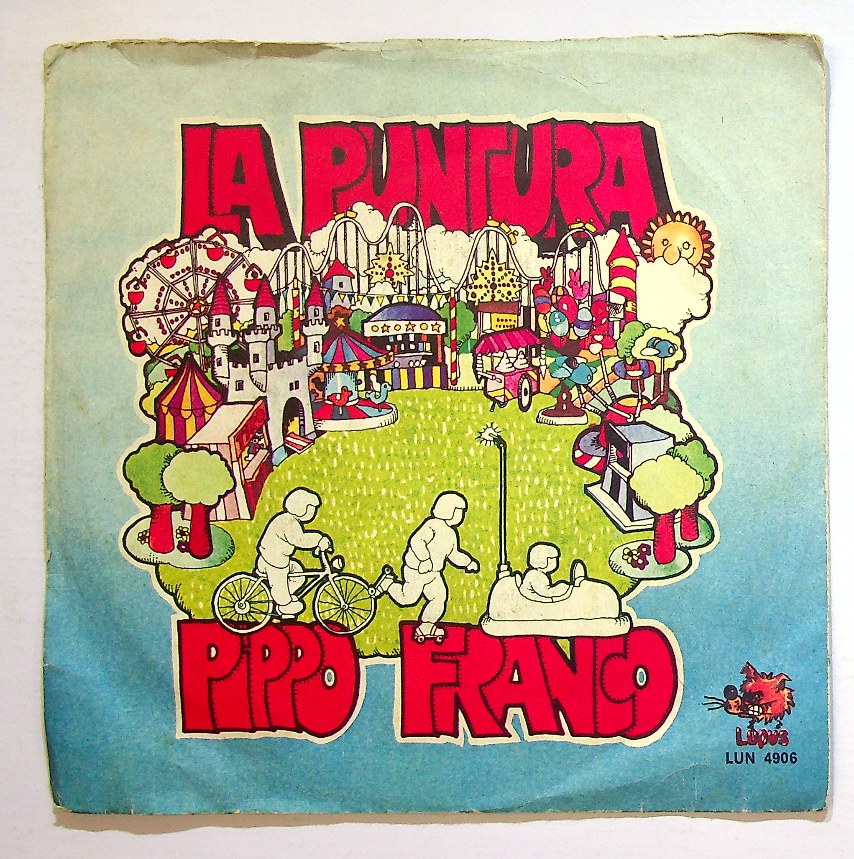 LA PUNTURA
PiPPO FRANCO
LUPUS
LUN 4906